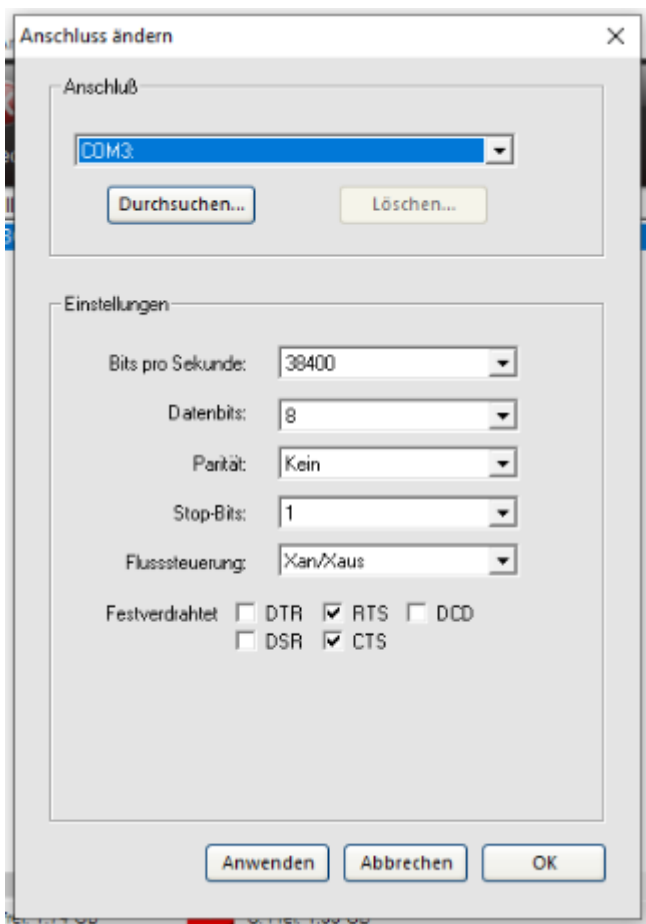 Anschluss ändern
Anschluß
COM3:
Durchsuchen... Löschen...
Einstellungen
Bits pro Sekunde: 38400
Datenbits: 8
Parität: Kein
Stop-Bits: 1
Flusssteuerung: Xan/Xaus
Festverdrahtet DTR RTS DCD
DSR CTS
Anwenden Abbrechen OK